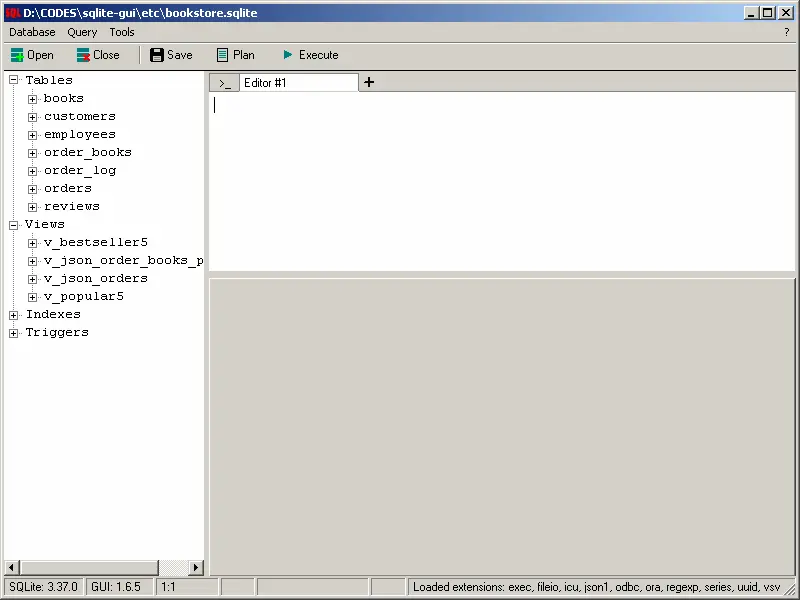 SQL D:\CODES\sqlite-gui\etc\bookstore.sqlite
Database Query Tools ?
Open Close Save Plan Execute
Tables
books
customers
employees
order_books
order_log
orders
reviews
Views
v_bestseller5
v_json_order_books_p
v_json_orders
v_popular5
Indexes
Triggers
>_ Editor #1 +
SQLite: 3.37.0 GUI: 1.6.5 1:1 Loaded extensions: exec, fileio, icu, json1, odbc, ora, regexp, series, uuid, vsv